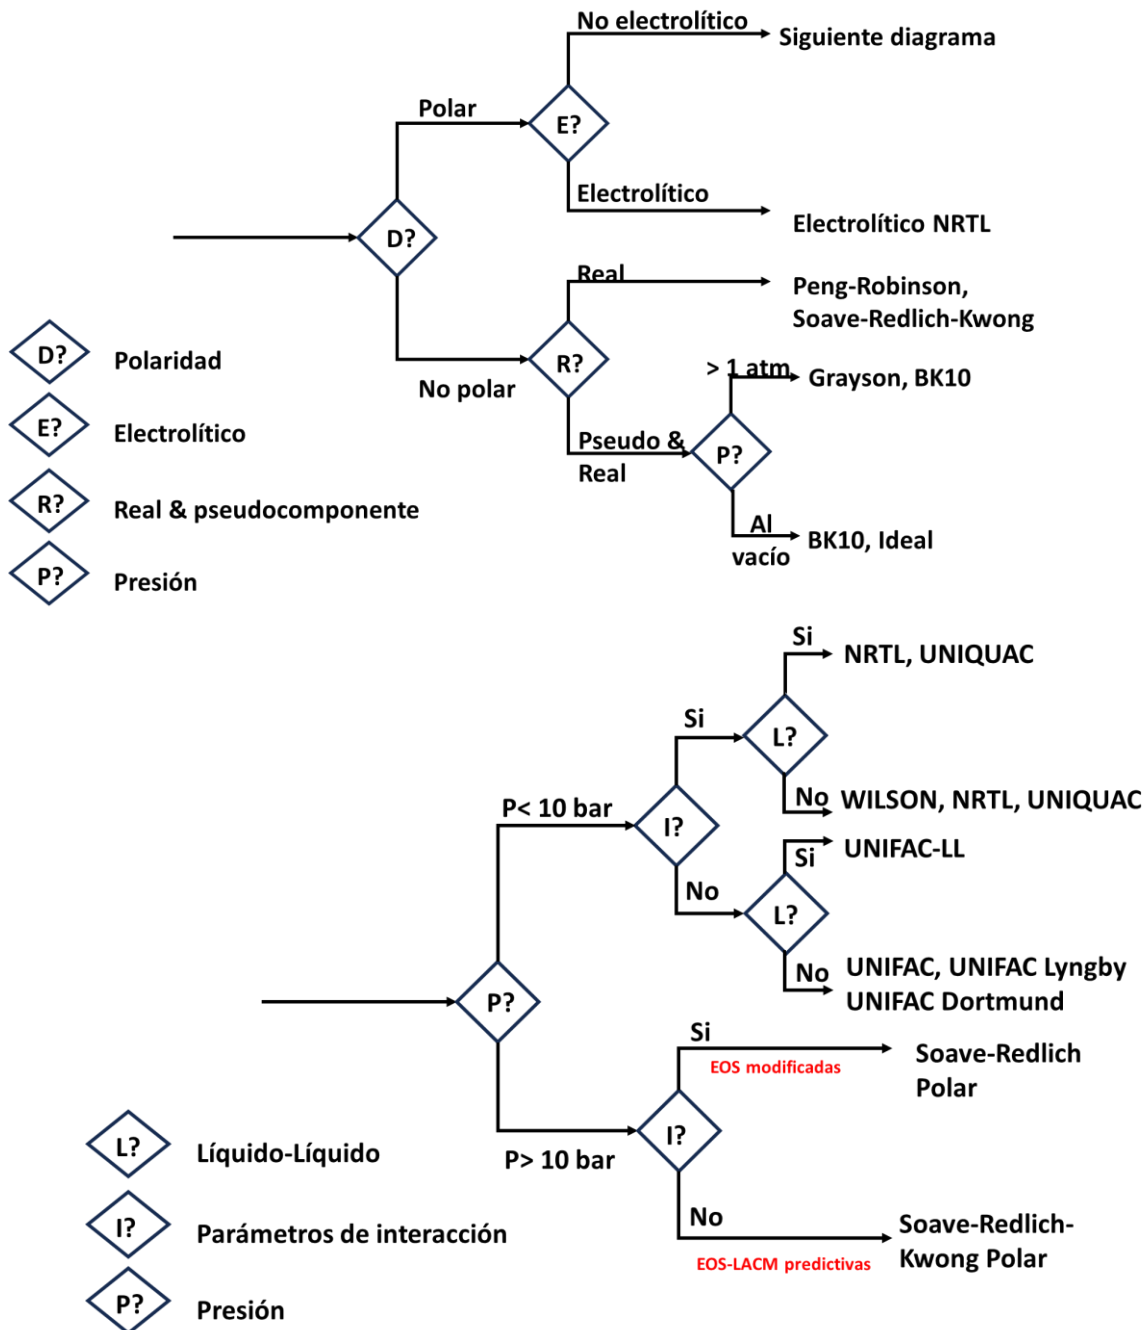 No electrolítico
Siguiente diagrama
Polar
E?
Electrolítico
Electrolítico NRTL
D?
Real
Peng-Robinson,
Soave-Redlich-Kwong
No polar
R?
> 1 atm
Grayson, BK10
Pseudo &
Real
P?
Al
vacío
BK10, Ideal
D?
Polaridad
E?
Electrolítico
R?
Real & pseudocomponente
P?
Presión
Si
NRTL, UNIQUAC
L?
Si
No
WILSON, NRTL, UNIQUAC
P< 10 bar
I?
Si
UNIFAC-LL
No
L?
No
UNIFAC, UNIFAC Lyngby
UNIFAC Dortmund
P?
Si
EOS modificadas
Soave-Redlich
Polar
I?
P> 10 bar
No
EOS-LACM predictivas
Soave-Redlich-
Kwong Polar
L?
Líquido-Líquido
I?
Parámetros de interacción
P?
Presión